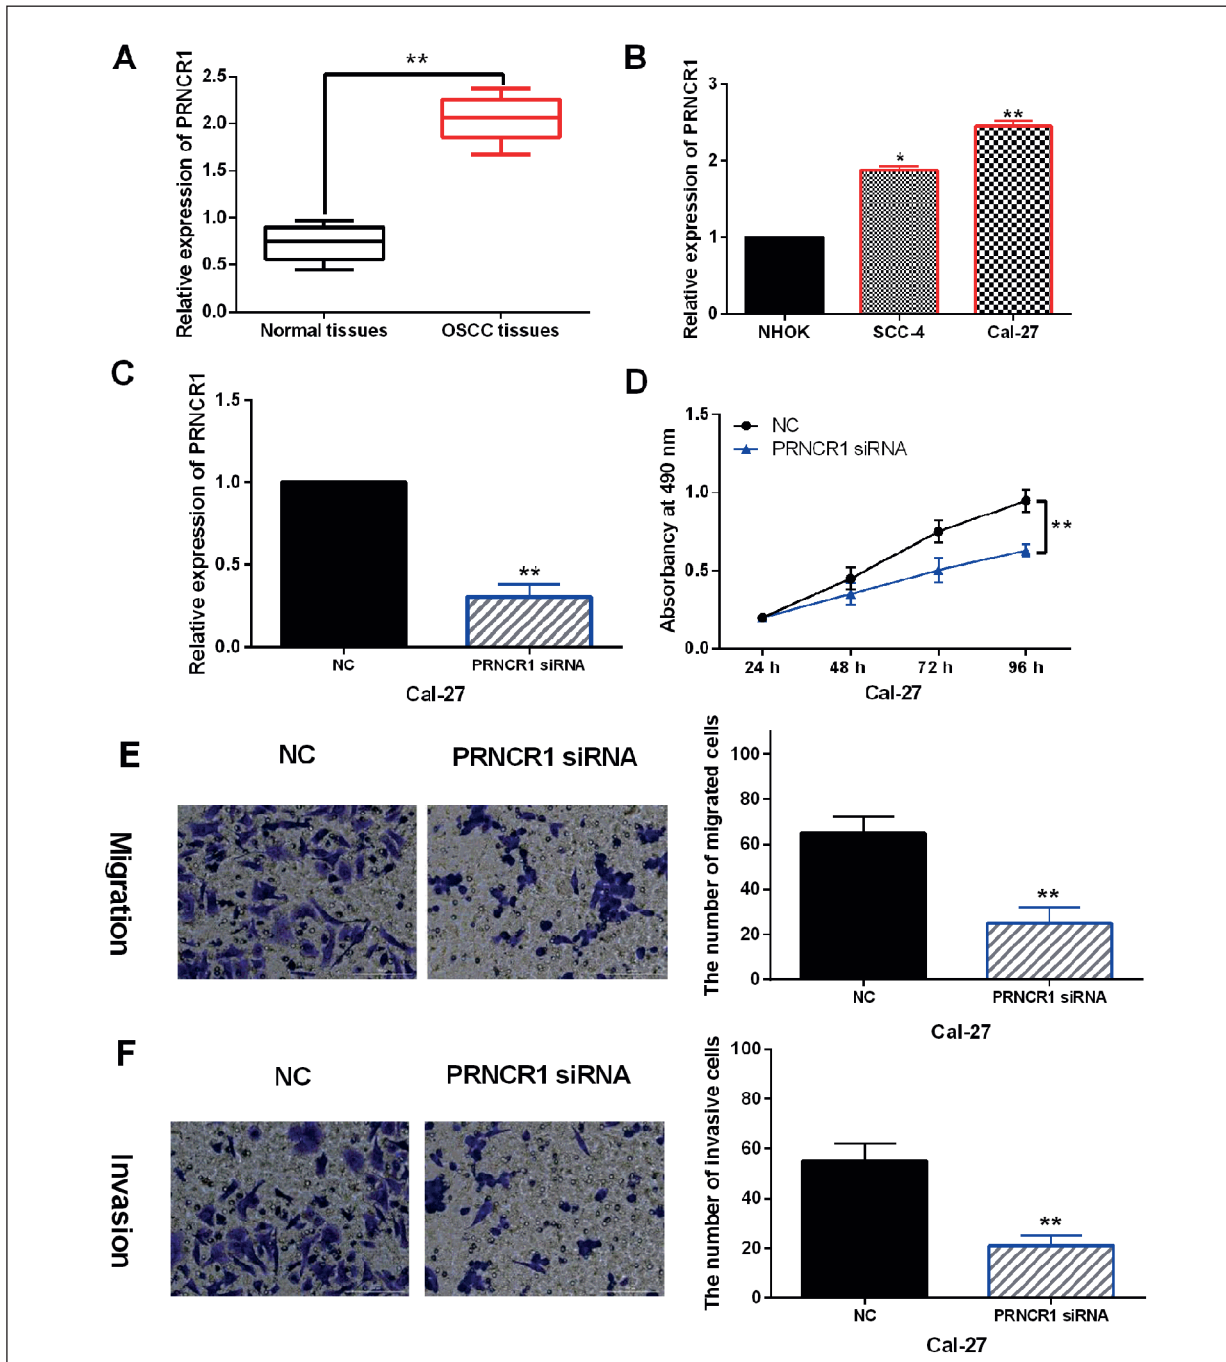 A
Relative expression of PRNCR1
2.5
2.0
1.5
1.0
0.5
0.0
**
Normal tissues
OSCC tissues
B
Relative expression of PRNCR1
3
2
1
0
*
**
NHOK
SCC-4
Cal-27
C
Relative expression of PRNCR1
1.5
1.0
0.5
0.0
**
NC
PRNCR1 siRNA
Cal-27
D
Absorbancy at 490 nm
1.5
1.0
0.5
0.0
NC
PRNCR1 siRNA
**
24 h
48 h
72 h
96 h
Cal-27
E
NC
PRNCR1 siRNA
Migration
The number of migrated cells
100
80
60
40
20
0
**
NC
PRNCR1 siRNA
Cal-27
F
NC
PRNCR1 siRNA
Invasion
The number of invasive cells
100
80
60
40
20
0
**
NC
PRNCR1 siRNA
Cal-27